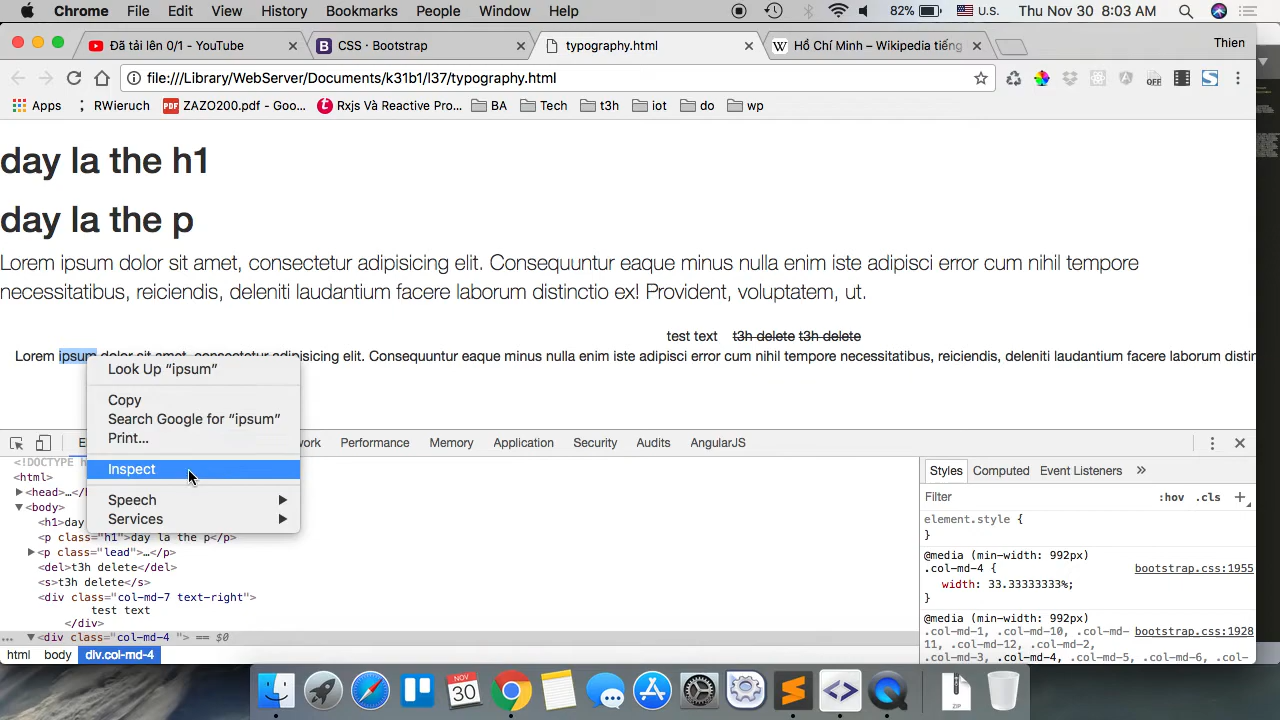 Chrome File Edit View History Bookmarks People Window Help 82% U.S. Thu Nov 30 8:03 AM
Đã tải lên 0/1 - YouTube CSS · Bootstrap typography.html Hồ Chí Minh – Wikipedia tiếng Thien
file:///Library/WebServer/Documents/k31b1/l37/typography.html
Apps RWieruch ZAZO200.pdf - Goo... Rxjs Và Reactive Pro... BA Tech t3h iot do wp
day la the h1
day la the p
Lorem ipsum dolor sit amet, consectetur adipisicing elit. Consequuntur eaque minus nulla enim iste adipisci error cum nihil tempore
necessitatibus, reiciendis, deleniti laudantium facere laborum distinctio ex! Provident, voluptatem, ut.
test text t3h delete t3h delete
Lorem ipsum dolor sit amet, consectetur adipisicing elit. Consequuntur eaque minus nulla enim iste adipisci error cum nihil tempore necessitatibus, reiciendis, deleniti laudantium facere laborum distin
Look Up “ipsum”
Copy
Search Google for “ipsum”
Print...
Inspect
Speech
Services
E work Performance Memory Application Security Audits AngularJS
<!DOCTYPE h
<html>
<head>…</
<body>
<h1>day
<p class="h1">day la the p</p>
<p class="lead">…</p>
<del>t3h delete</del>
<s>t3h delete</s>
<div class="col-md-7 text-right">
test text
</div>
... <div class="col-md-4 "> == $0
html body div.col-md-4
Styles Computed Event Listeners »
Filter :hov .cls +
element.style {
}
@media (min-width: 992px)
.col-md-4 { bootstrap.css:1955
width: 33.33333333%;
}
@media (min-width: 992px)
.col-md-1, .col-md-10, .col-md- bootstrap.css:1928
11, .col-md-12, .col-md-2,
.col-md-3, .col-md-4, .col-md-5, .col-md-6, .col-
NOV
30
ZIP